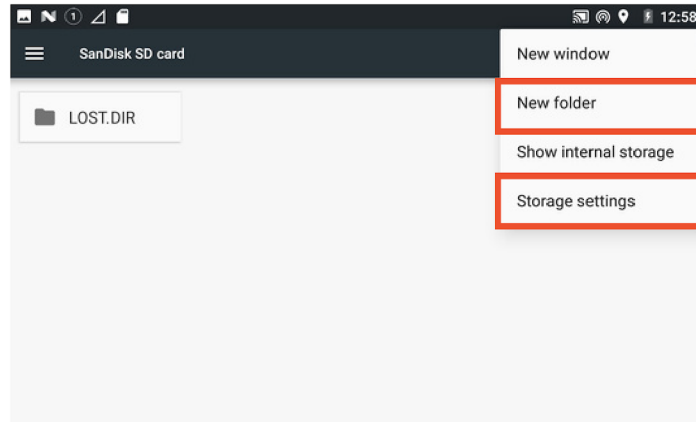 12:58
SanDisk SD card
New window
New folder
LOST.DIR
Show internal storage
Storage settings